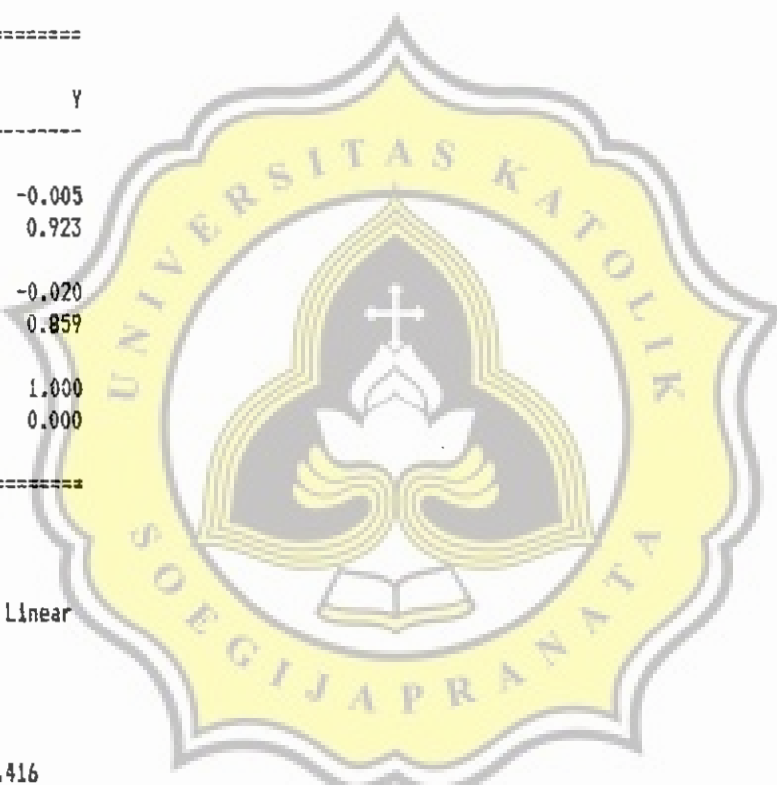 ========
Y
--------
-0.005
0.923
-0.020
0.859
1.000
0.000
========
UNIVERSITAS KATOLIK
SOEGIJAPRANATA
Linear
.416